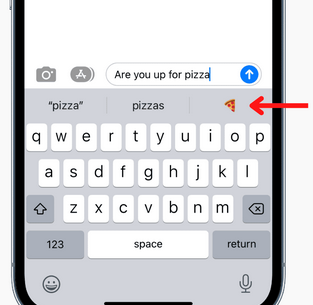 Are you up for pizza
“pizza” pizzas 🍕
q w e r t y u i o p
a s d f g h j k l
z x c v b n m
123 space return